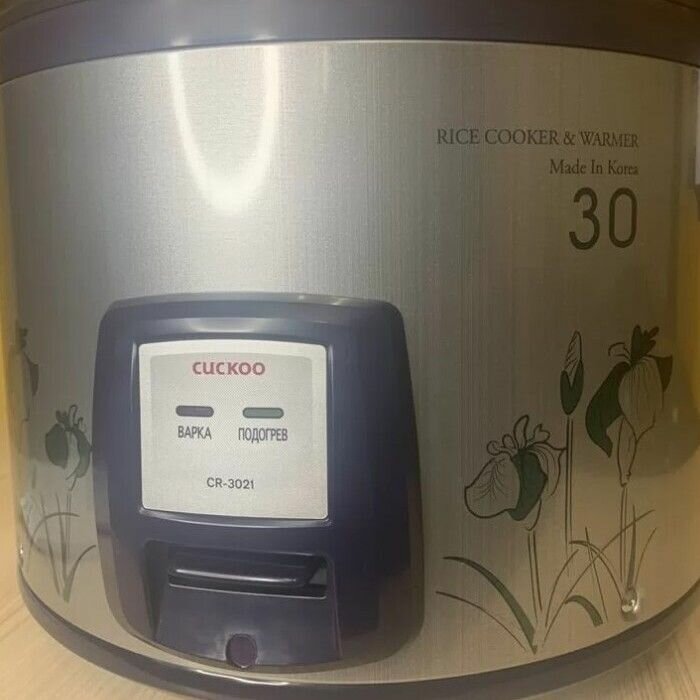 RICE COOKER & WARMER
Made In Korea
30
CUCKOO
ВАРКА ПОДОГРЕВ
CR-3021